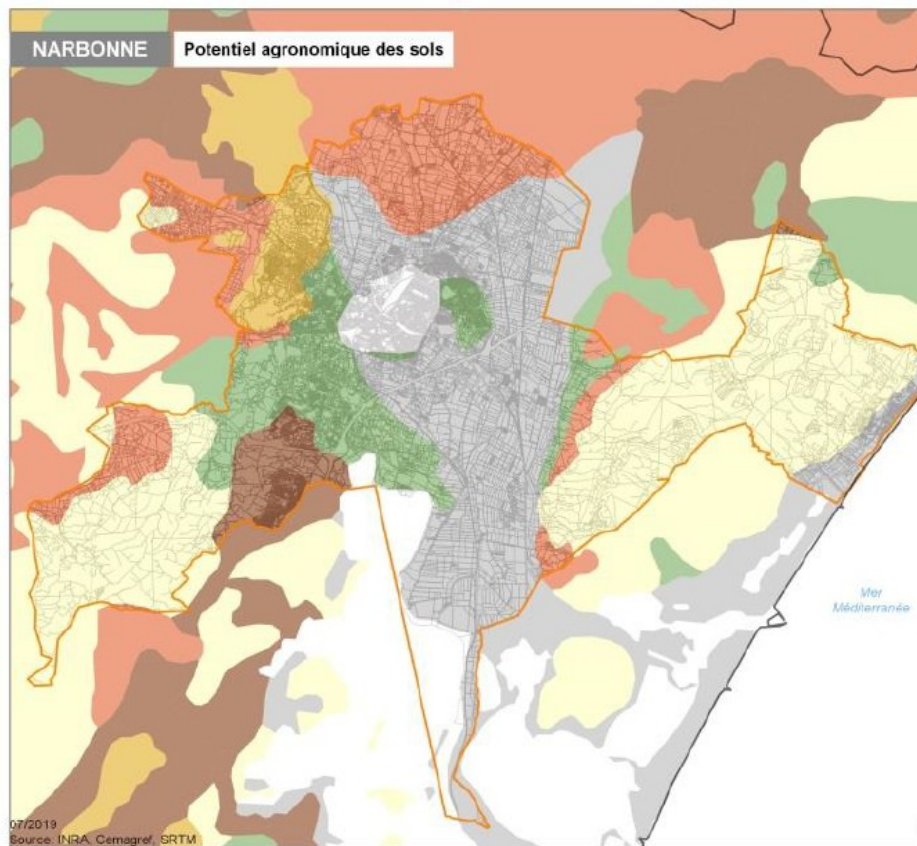 NARBONNE
Potentiel agronomique des sols
Mer
Méditerranée
07/2019
Source: INRA, Cemagref, SRTM